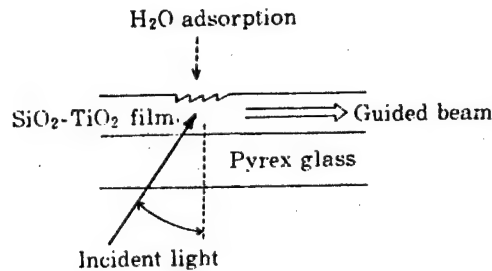 H2O adsorption
SiO2-TiO2 film.
Guided beam
Pyrex glass
Incident light